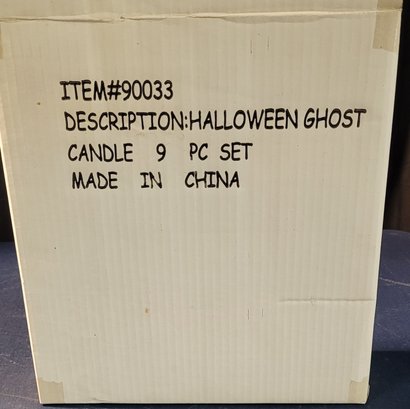 ITEM#90033
DESCRIPTION:HALLOWEEN GHOST
CANDLE 9 PC SET
MADE IN CHINA